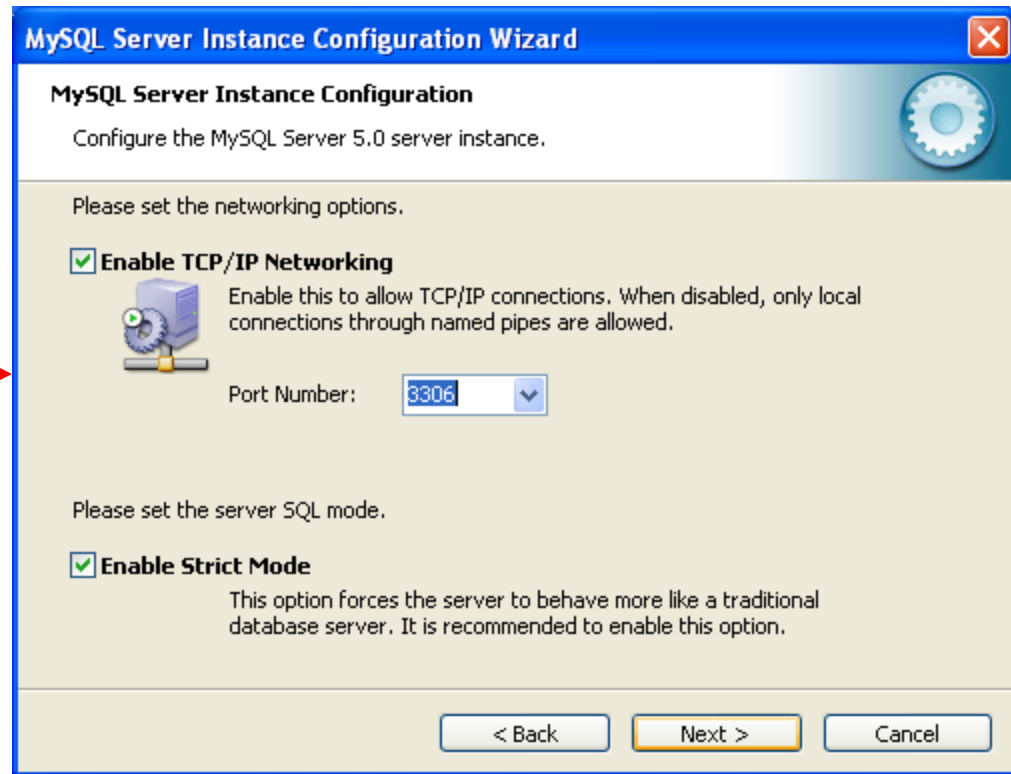 MySQL Server Instance Configuration Wizard
MySQL Server Instance Configuration
Configure the MySQL Server 5.0 server instance.
Please set the networking options.
Enable TCP/IP Networking
Enable this to allow TCP/IP connections. When disabled, only local
connections through named pipes are allowed.
Port Number: 3306
Please set the server SQL mode.
Enable Strict Mode
This option forces the server to behave more like a traditional
database server. It is recommended to enable this option.
< Back Next > Cancel